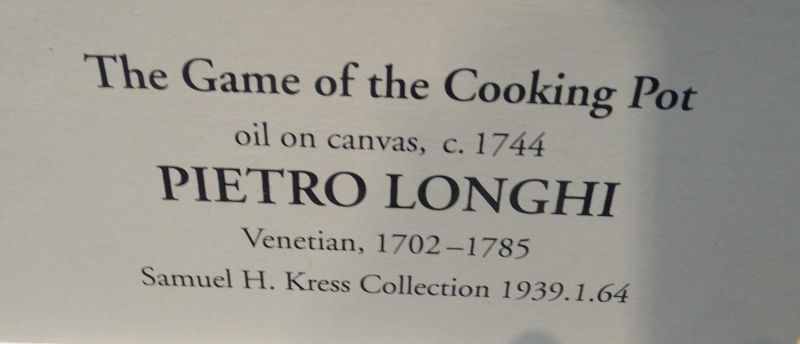 The Game of the Cooking Pot
oil on canvas, c. 1744
PIETRO LONGHI
Venetian, 1702–1785
Samuel H. Kress Collection 1939.1.64